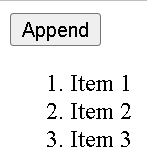 Append
1. Item 1
2. Item 2
3. Item 3